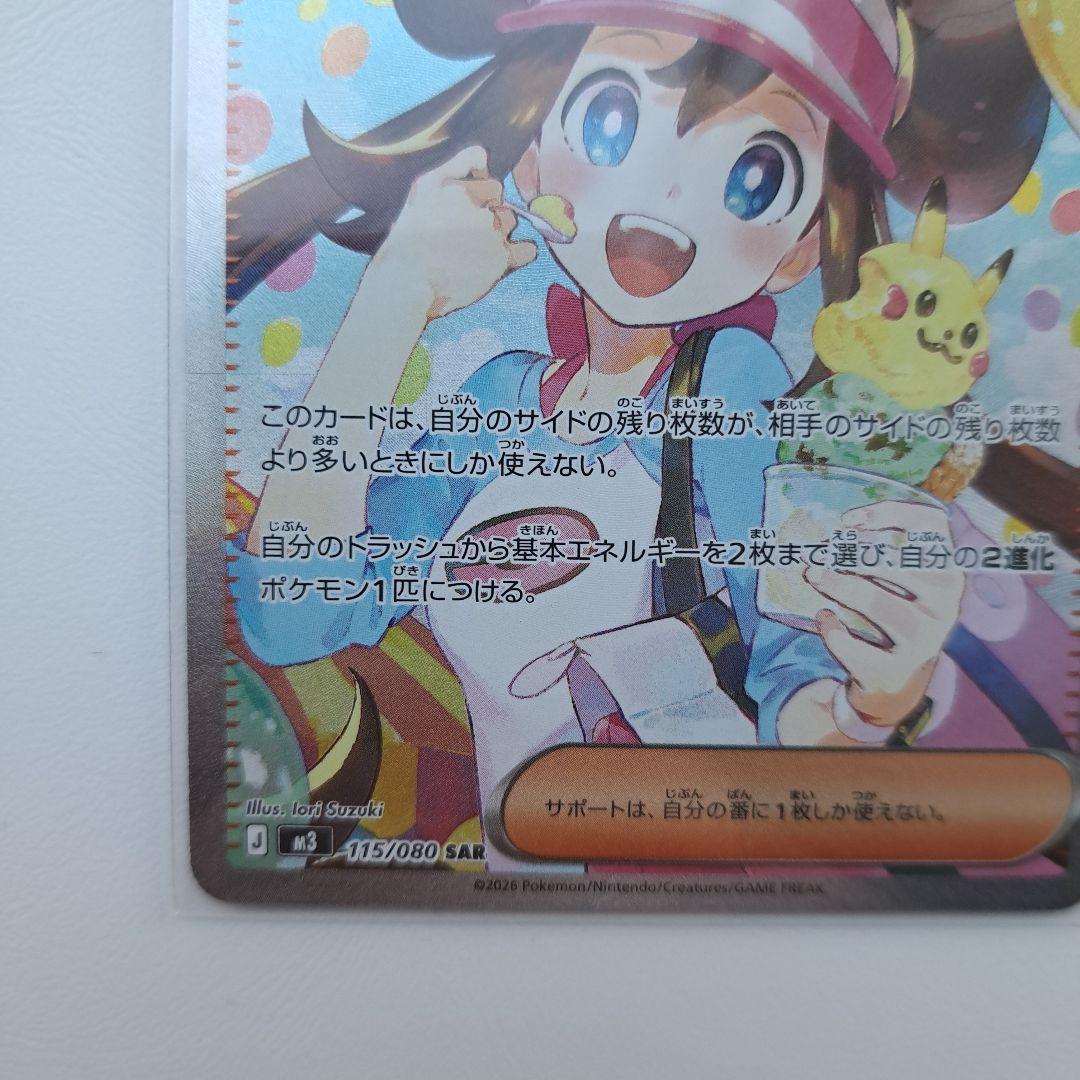 このカードは、自分のサイドの残り枚数が、相手のサイドの残り枚数
より多いときにしか使えない。
自分のトラッシュから基本エネルギーを2枚まで選び、自分の2進化
ポケモン1匹につける。
サポートは、自分の番に1枚しか使えない。
Illus. Iori Suzuki
J M3 115/080 SAR
©2026 Pokémon/Nintendo/Creatures/GAME FREAK.